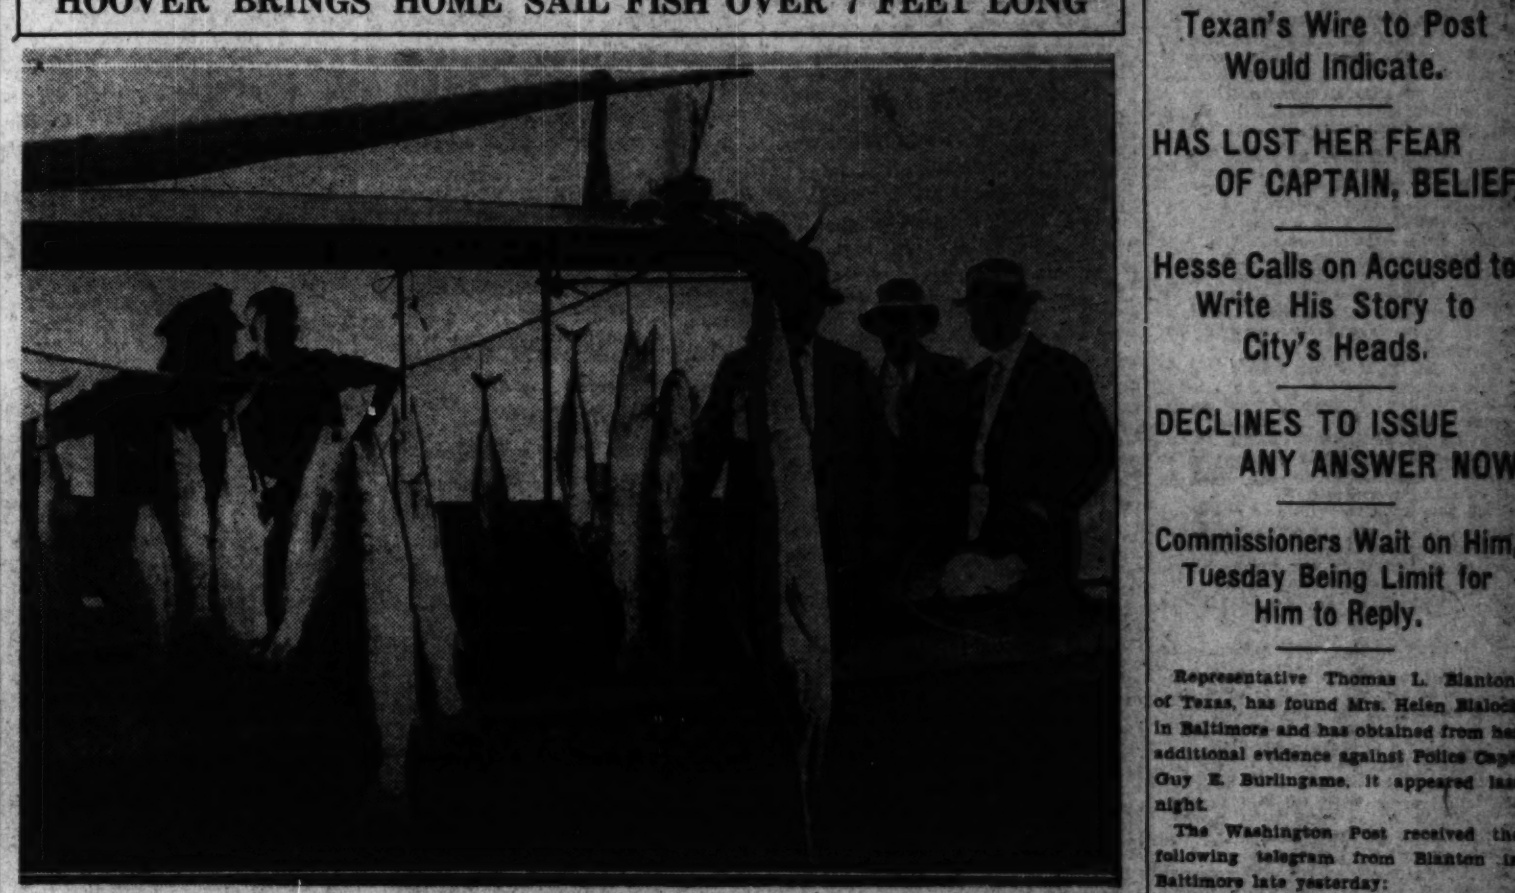 HOOVER BRINGS HOME SAIL FISH OVER 7 FEET LONG
Texan's Wire to Post
Would Indicate.
HAS LOST HER FEAR
OF CAPTAIN, BELIEF
Hesse Calls on Accused to
Write His Story to
City's Heads.
DECLINES TO ISSUE
ANY ANSWER NOW
Commissioners Wait on Him,
Tuesday Being Limit for
Him to Reply.
Representative Thomas L. Blanton
of Texas, has found Mrs. Helen Blalock
in Baltimore and has obtained from he
additional evidence against Police Capt
Guy E. Burlingame, it appeared las
night.
The Washington Post received the
following telegram from Blanton in
Baltimore late yesterday: